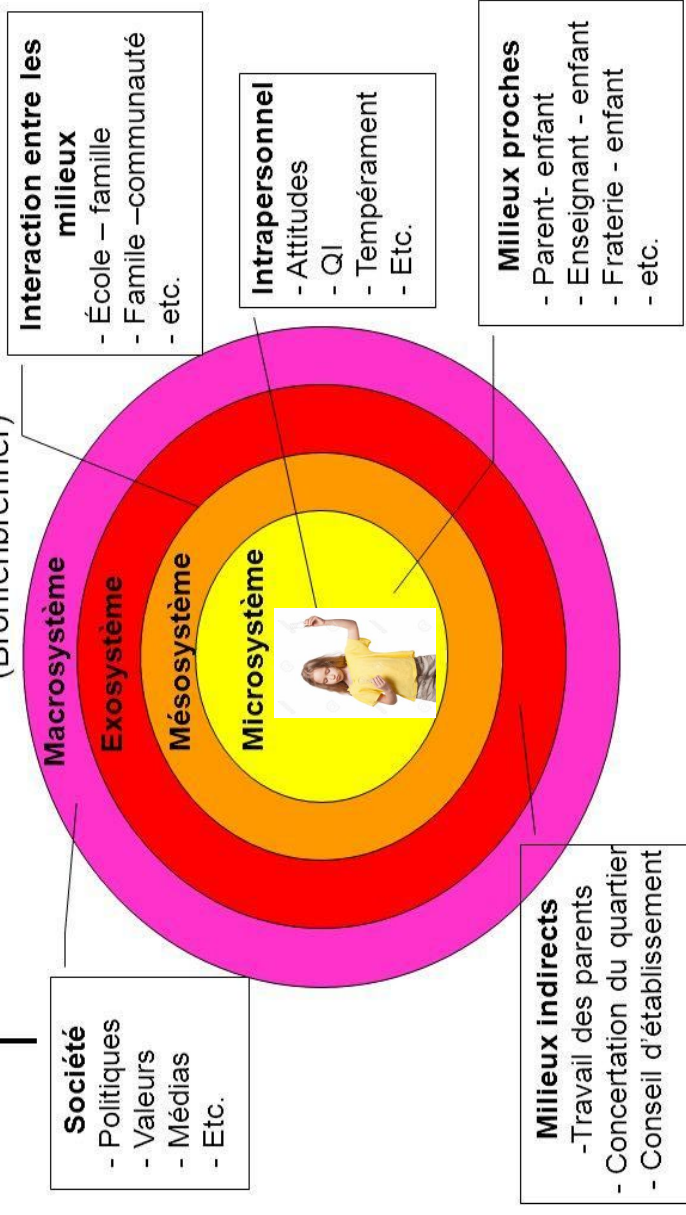 (Bronfenbrenner)
Société
- Politiques
- Valeurs
- Médias
- Etc.
Macrosystème
Exosystème
Mésosystème
Microsystème
Interaction entre les
milieux
- École – famille
- Famile –communauté
- etc.
Intrapersonnel
- Attitudes
- QI
- Tempérament
- Etc.
Milieux indirects
-Travail des parents
- Concertation du quartier
- Conseil d'établissement
Milieux proches
- Parent- enfant
- Enseignant - enfant
- Fraterie - enfant
- etc.